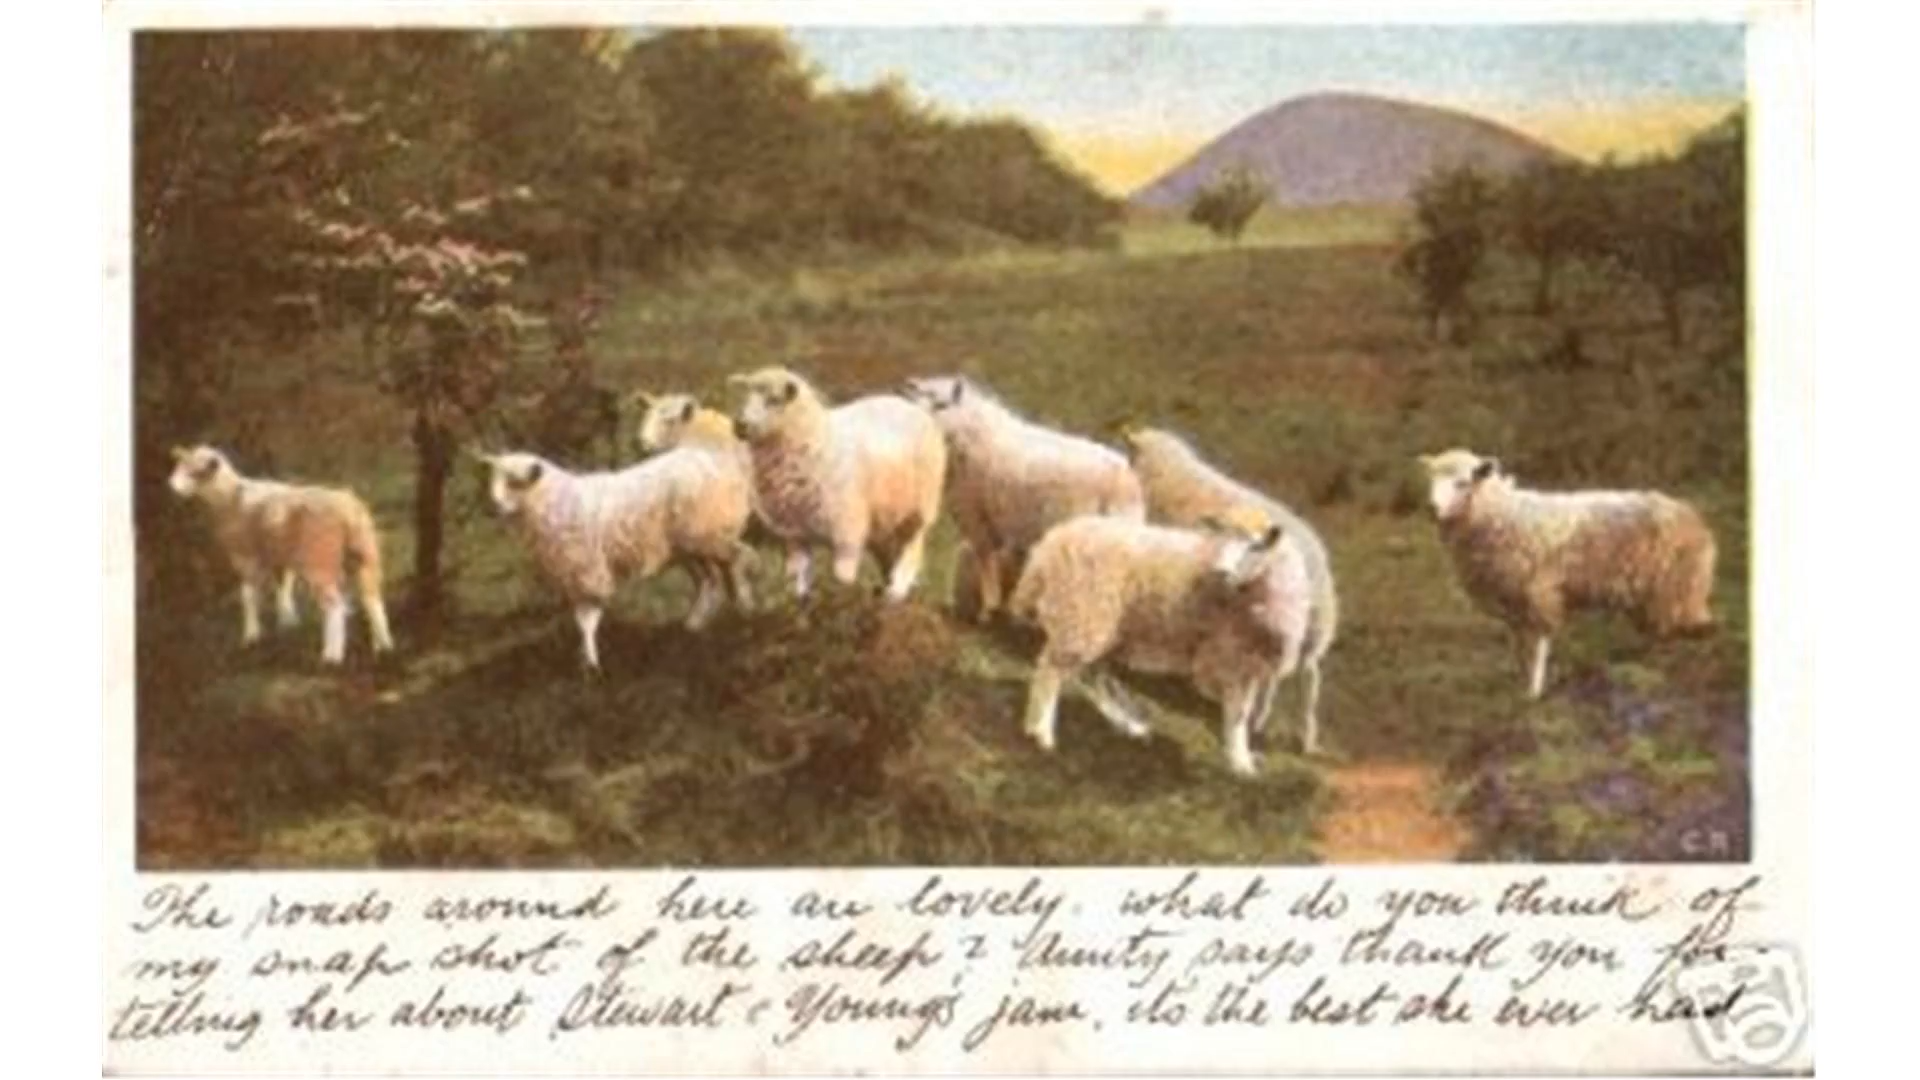 C.R
The roads around here are lovely. what do you think of
my snap shot of the sheep? Aunty says thank you for
telling her about Stewart & Young's jam, its the best she ever had